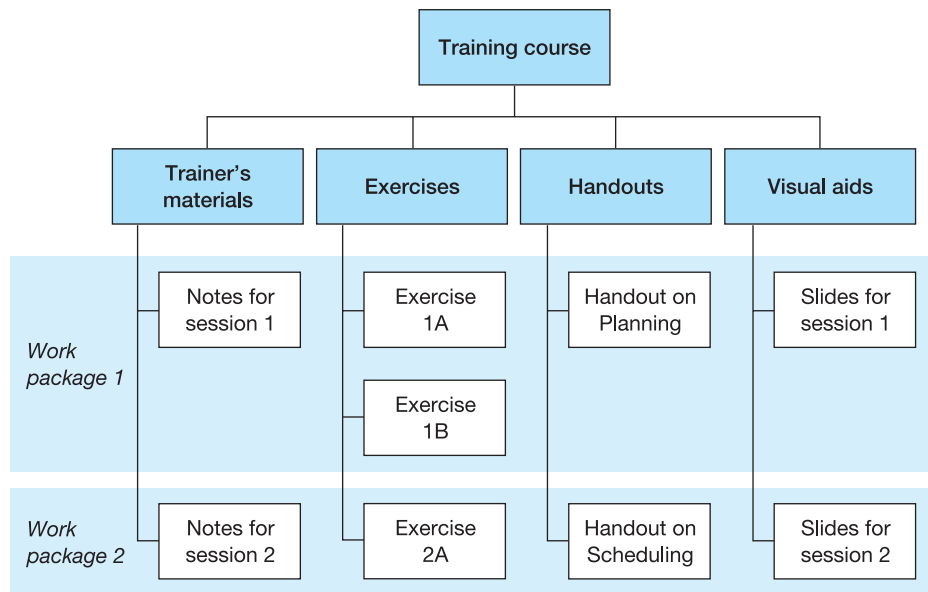 Training course
Trainer's
materials
Exercises
Handouts
Visual aids
Work
package 1
Notes for
session 1
Exercise
1A
Handout on
Planning
Slides for
session 1
Exercise
1B
Work
package 2
Notes for
session 2
Exercise
2A
Handout on
Scheduling
Slides for
session 2